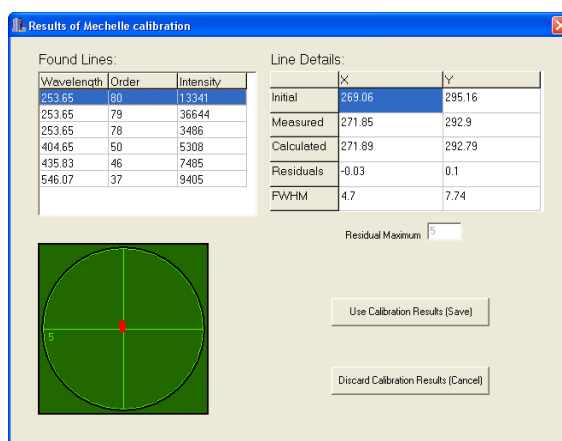 Results of Mechelle calibration
Found Lines:
Wavelength Order Intensity
253.65 80 13341
253.65 79 36644
253.65 78 3486
404.65 50 5308
435.83 46 7485
546.07 37 9405
Line Details:
X Y
Initial 269.06 295.16
Measured 271.85 292.9
Calculated 271.89 292.79
Residuals -0.03 0.1
FWHM 4.7 7.74
Residual Maximum 5
5
Use Calibration Results (Save)
Discard Calibration Results (Cancel)